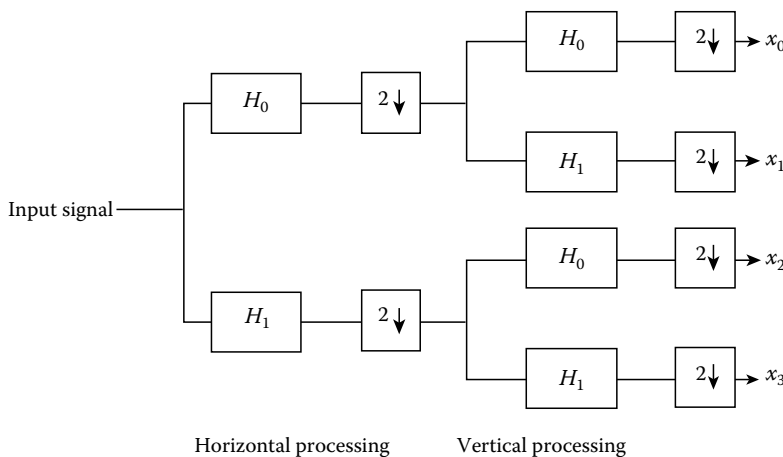 H₀ 2↓ x₀
H₀ 2↓
H₁ 2↓ x₁
Input signal
H₀ 2↓ x₂
H₁ 2↓
H₁ 2↓ x₃
Horizontal processing Vertical processing